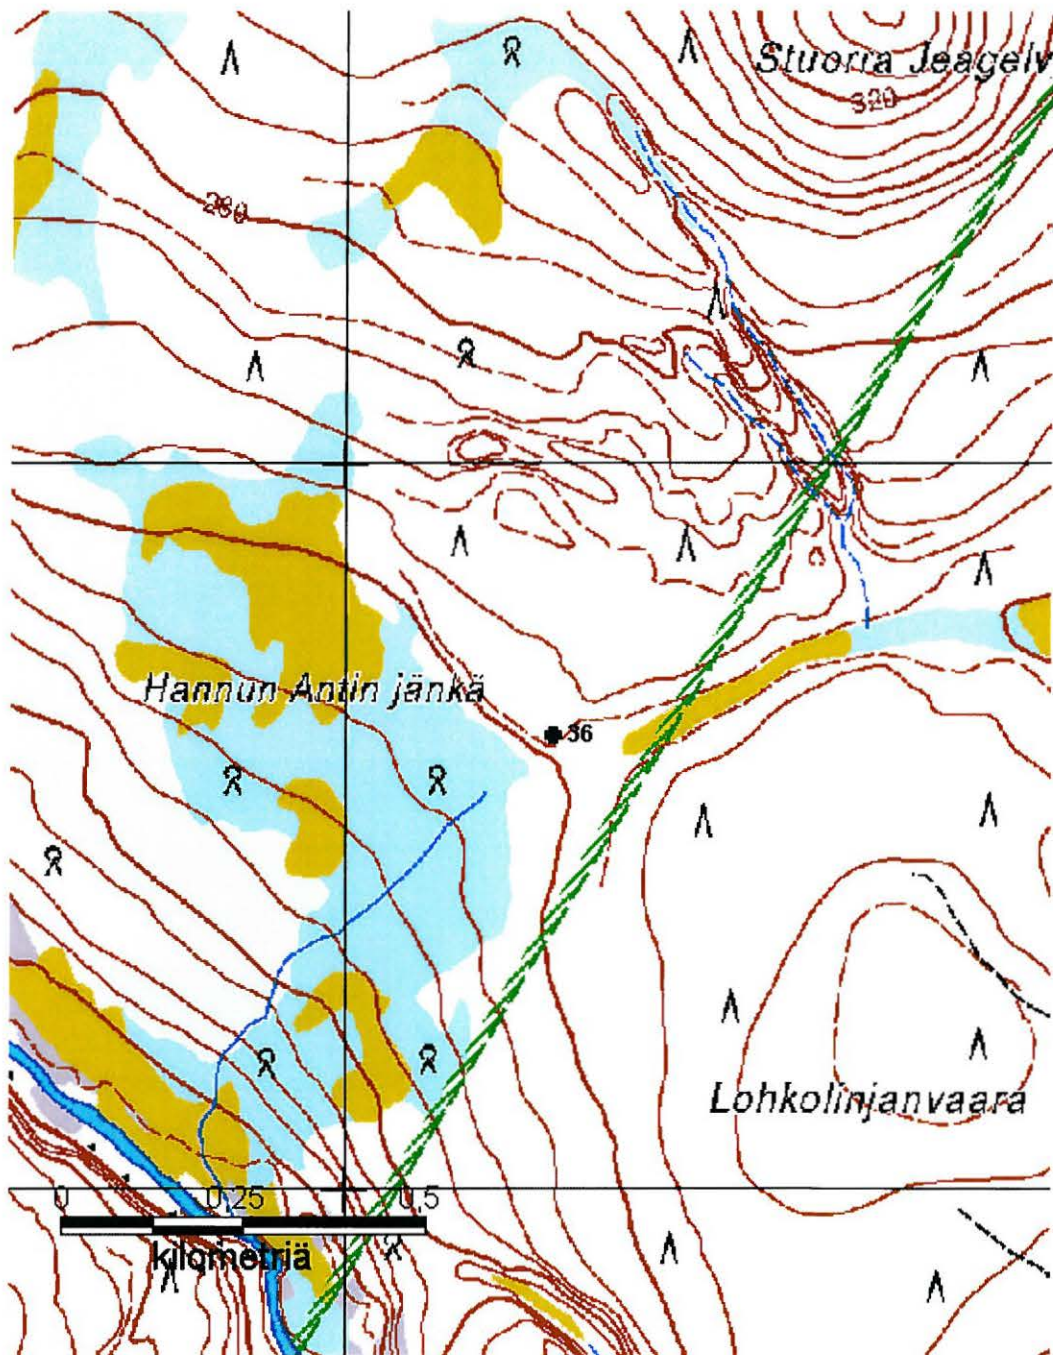 Stuorra Jeagelv
320
280
Hannun Antin jänkä
36
Lohkolinjanvaara
0 0,25 0,5
kilometriä